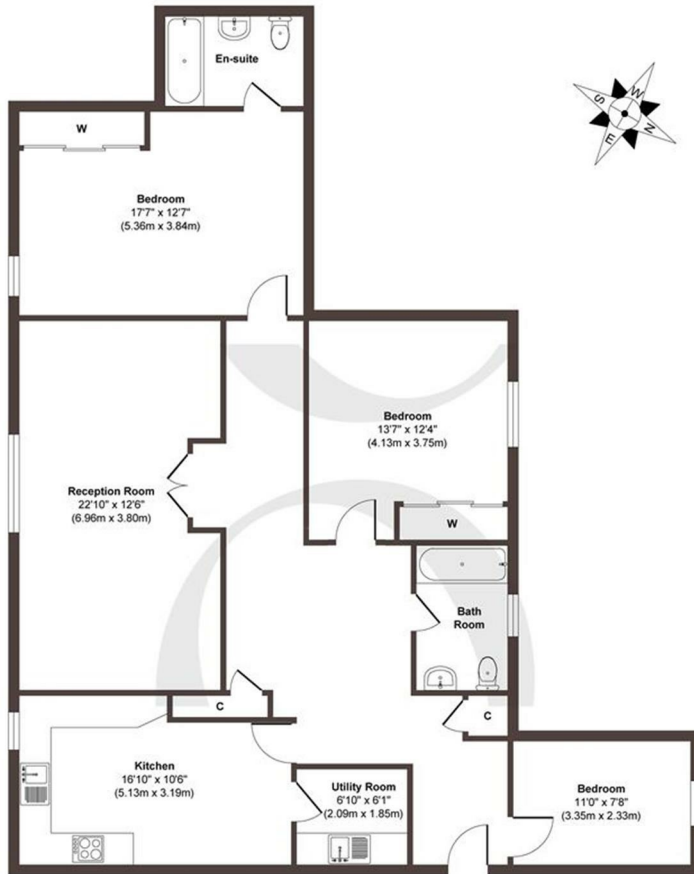 En-suite
W
S
W
N
E
Bedroom
17'7" x 12'7"
(5.36m x 3.84m)
Bedroom
13'7" x 12'4"
(4.13m x 3.75m)
Reception Room
22'10" x 12'6"
(6.96m x 3.80m)
W
Bath
Room
C
C
Kitchen
16'10" x 10'6"
(5.13m x 3.19m)
Utility Room
6'10" x 6'1"
(2.09m x 1.85m)
Bedroom
11'0" x 7'8"
(3.35m x 2.33m)